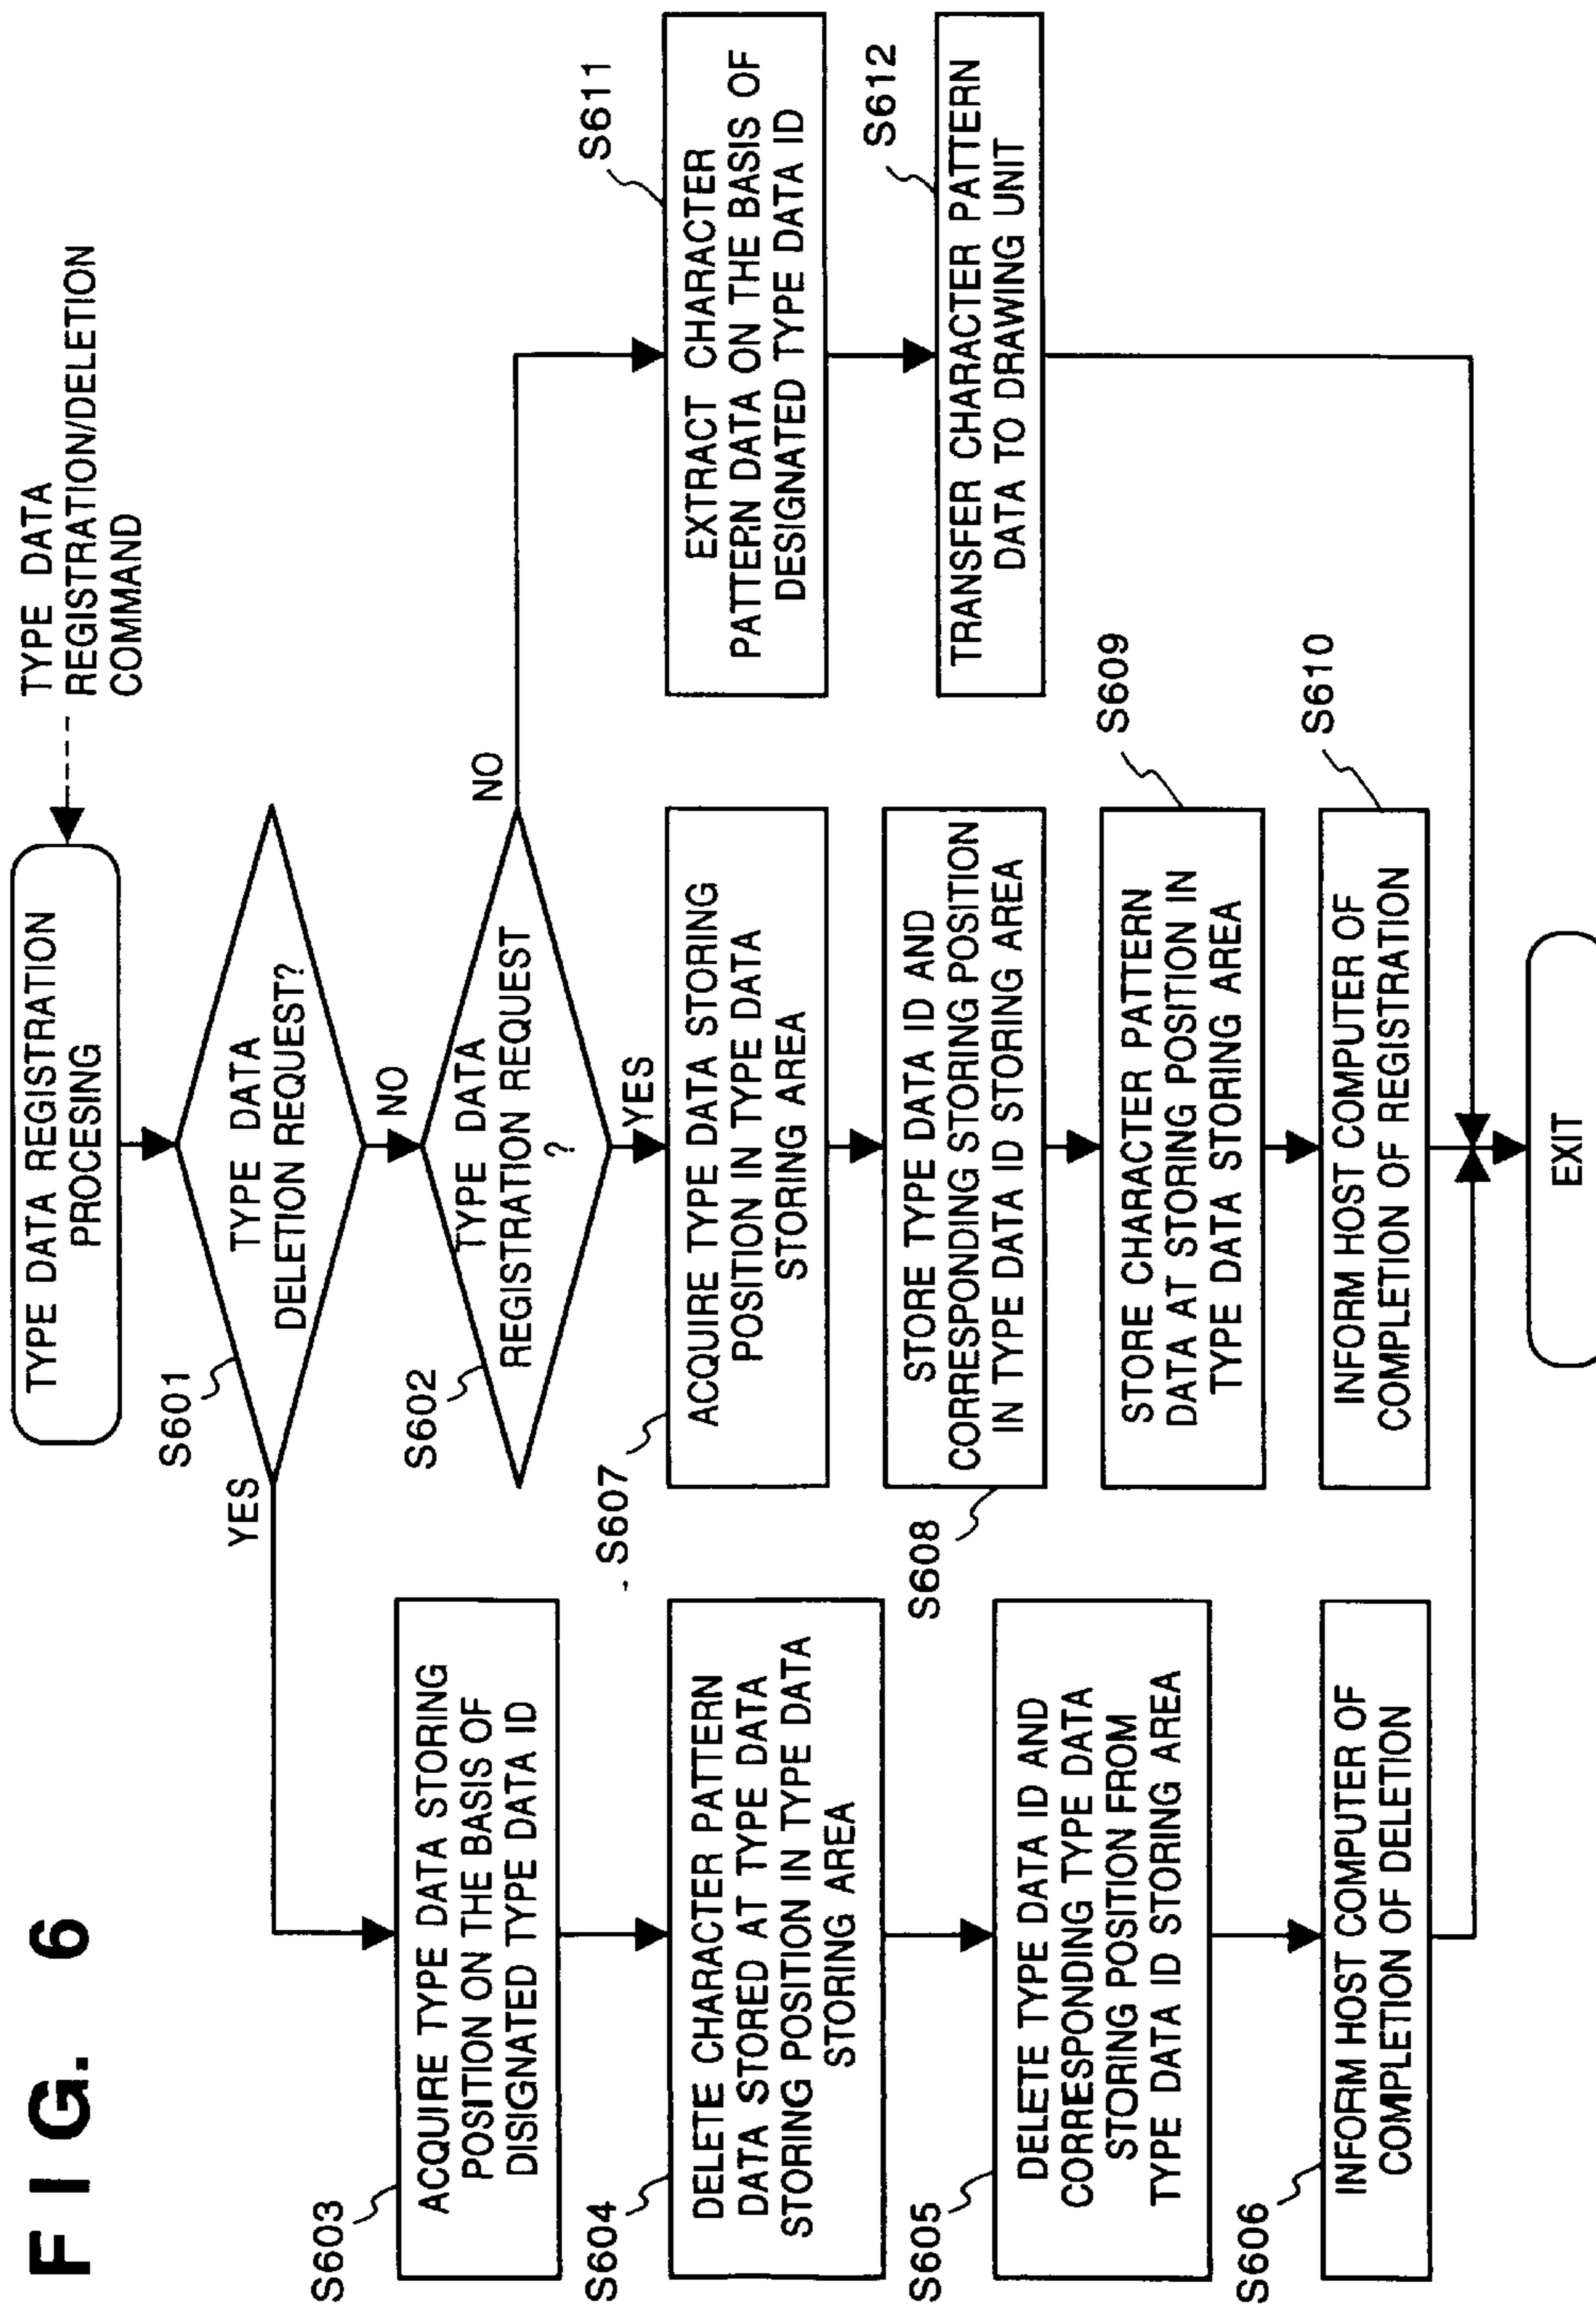 FIG. 6
TYPE DATA REGISTRATION
PROCESING
TYPE DATA
REGISTRATION/DELETION
COMMAND
S601
TYPE DATA
DELETION REQUEST?
YES
NO
S602
TYPE DATA
REGISTRATION REQUEST
?
NO
YES
S603
ACQUIRE TYPE DATA STORING
POSITION ON THE BASIS OF
DISIGNATED TYPE DATA ID
S604
DELETE CHARACTER PATTERN
DATA STORED AT TYPE DATA
STORING POSITION IN TYPE DATA
STORING AREA
S605
DELETE TYPE DATA ID AND
CORRESPONDING TYPE DATA
STORING POSITION FROM
TYPE DATA ID STORING AREA
S606
INFORM HOST COMPUTER OF
COMPLETION OF DELETION
S607
ACQUIRE TYPE DATA STORING
POSITION IN TYPE DATA
STORING AREA
S608
STORE TYPE DATA ID AND
CORRESPONDING STORING POSITION
IN TYPE DATA ID STORING AREA
S609
STORE CHARACTER PATTERN
DATA AT STORING POSITION IN
TYPE DATA STORING AREA
S610
INFORM HOST COMPUTER OF
COMPLETION OF REGISTRATION
S611
EXTRACT CHARACTER
PATTERN DATA ON THE BASIS OF
DESIGNATED TYPE DATA ID
S612
TRANSFER CHARACTER PATTERN
DATA TO DRAWING UNIT
EXIT